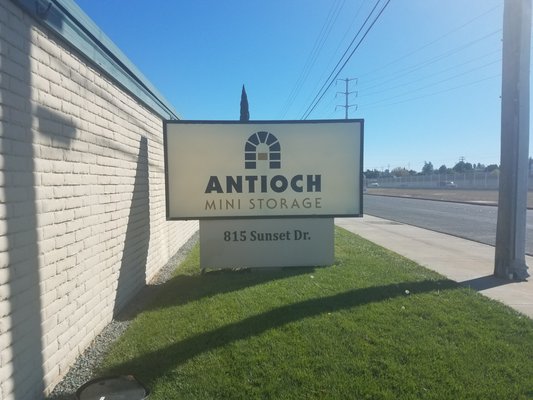 ANTIOCH
MINI STORAGE
815 Sunset Dr.